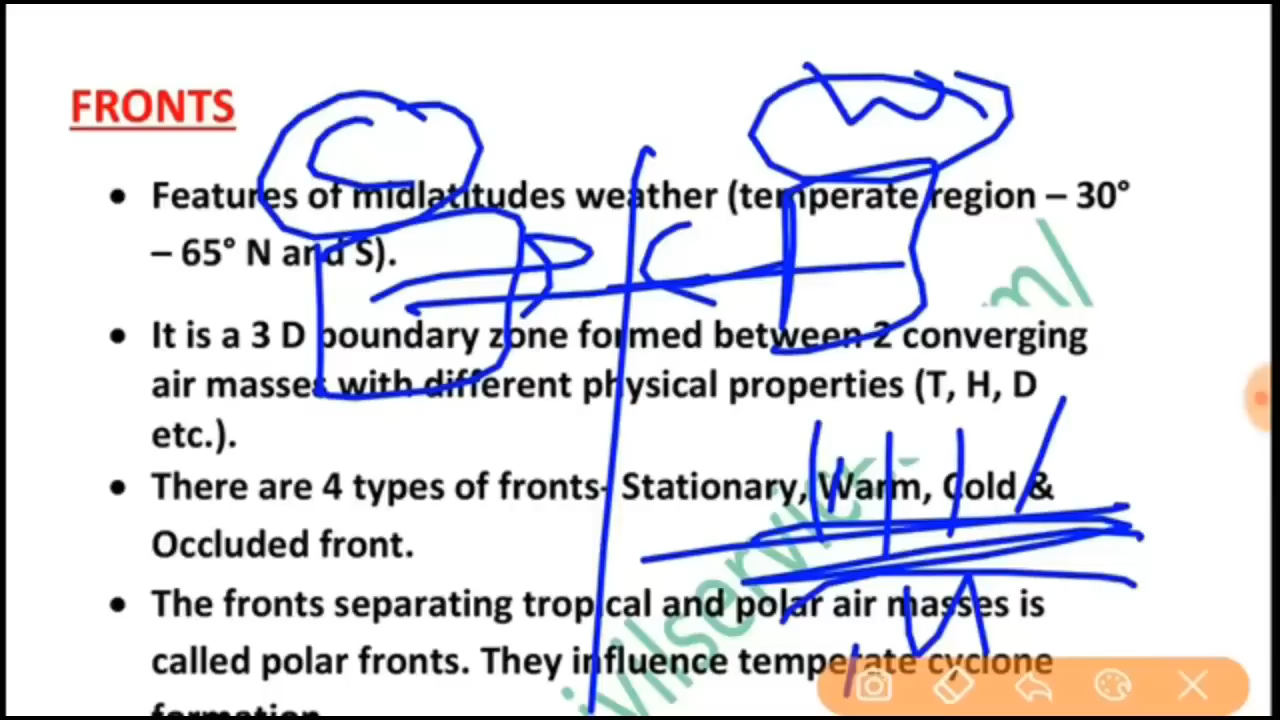 FRONTS
C
W
• Features of midlatitudes weather (temperate region – 30°
– 65° N and S).
• It is a 3 D boundary zone formed between 2 converging
air masses with different physical properties (T, H, D
etc.).
• There are 4 types of fronts- Stationary, Warm, Cold &
Occluded front.
• The fronts separating tropical and polar air masses is
called polar fronts. They influence temperate cyclone
formation